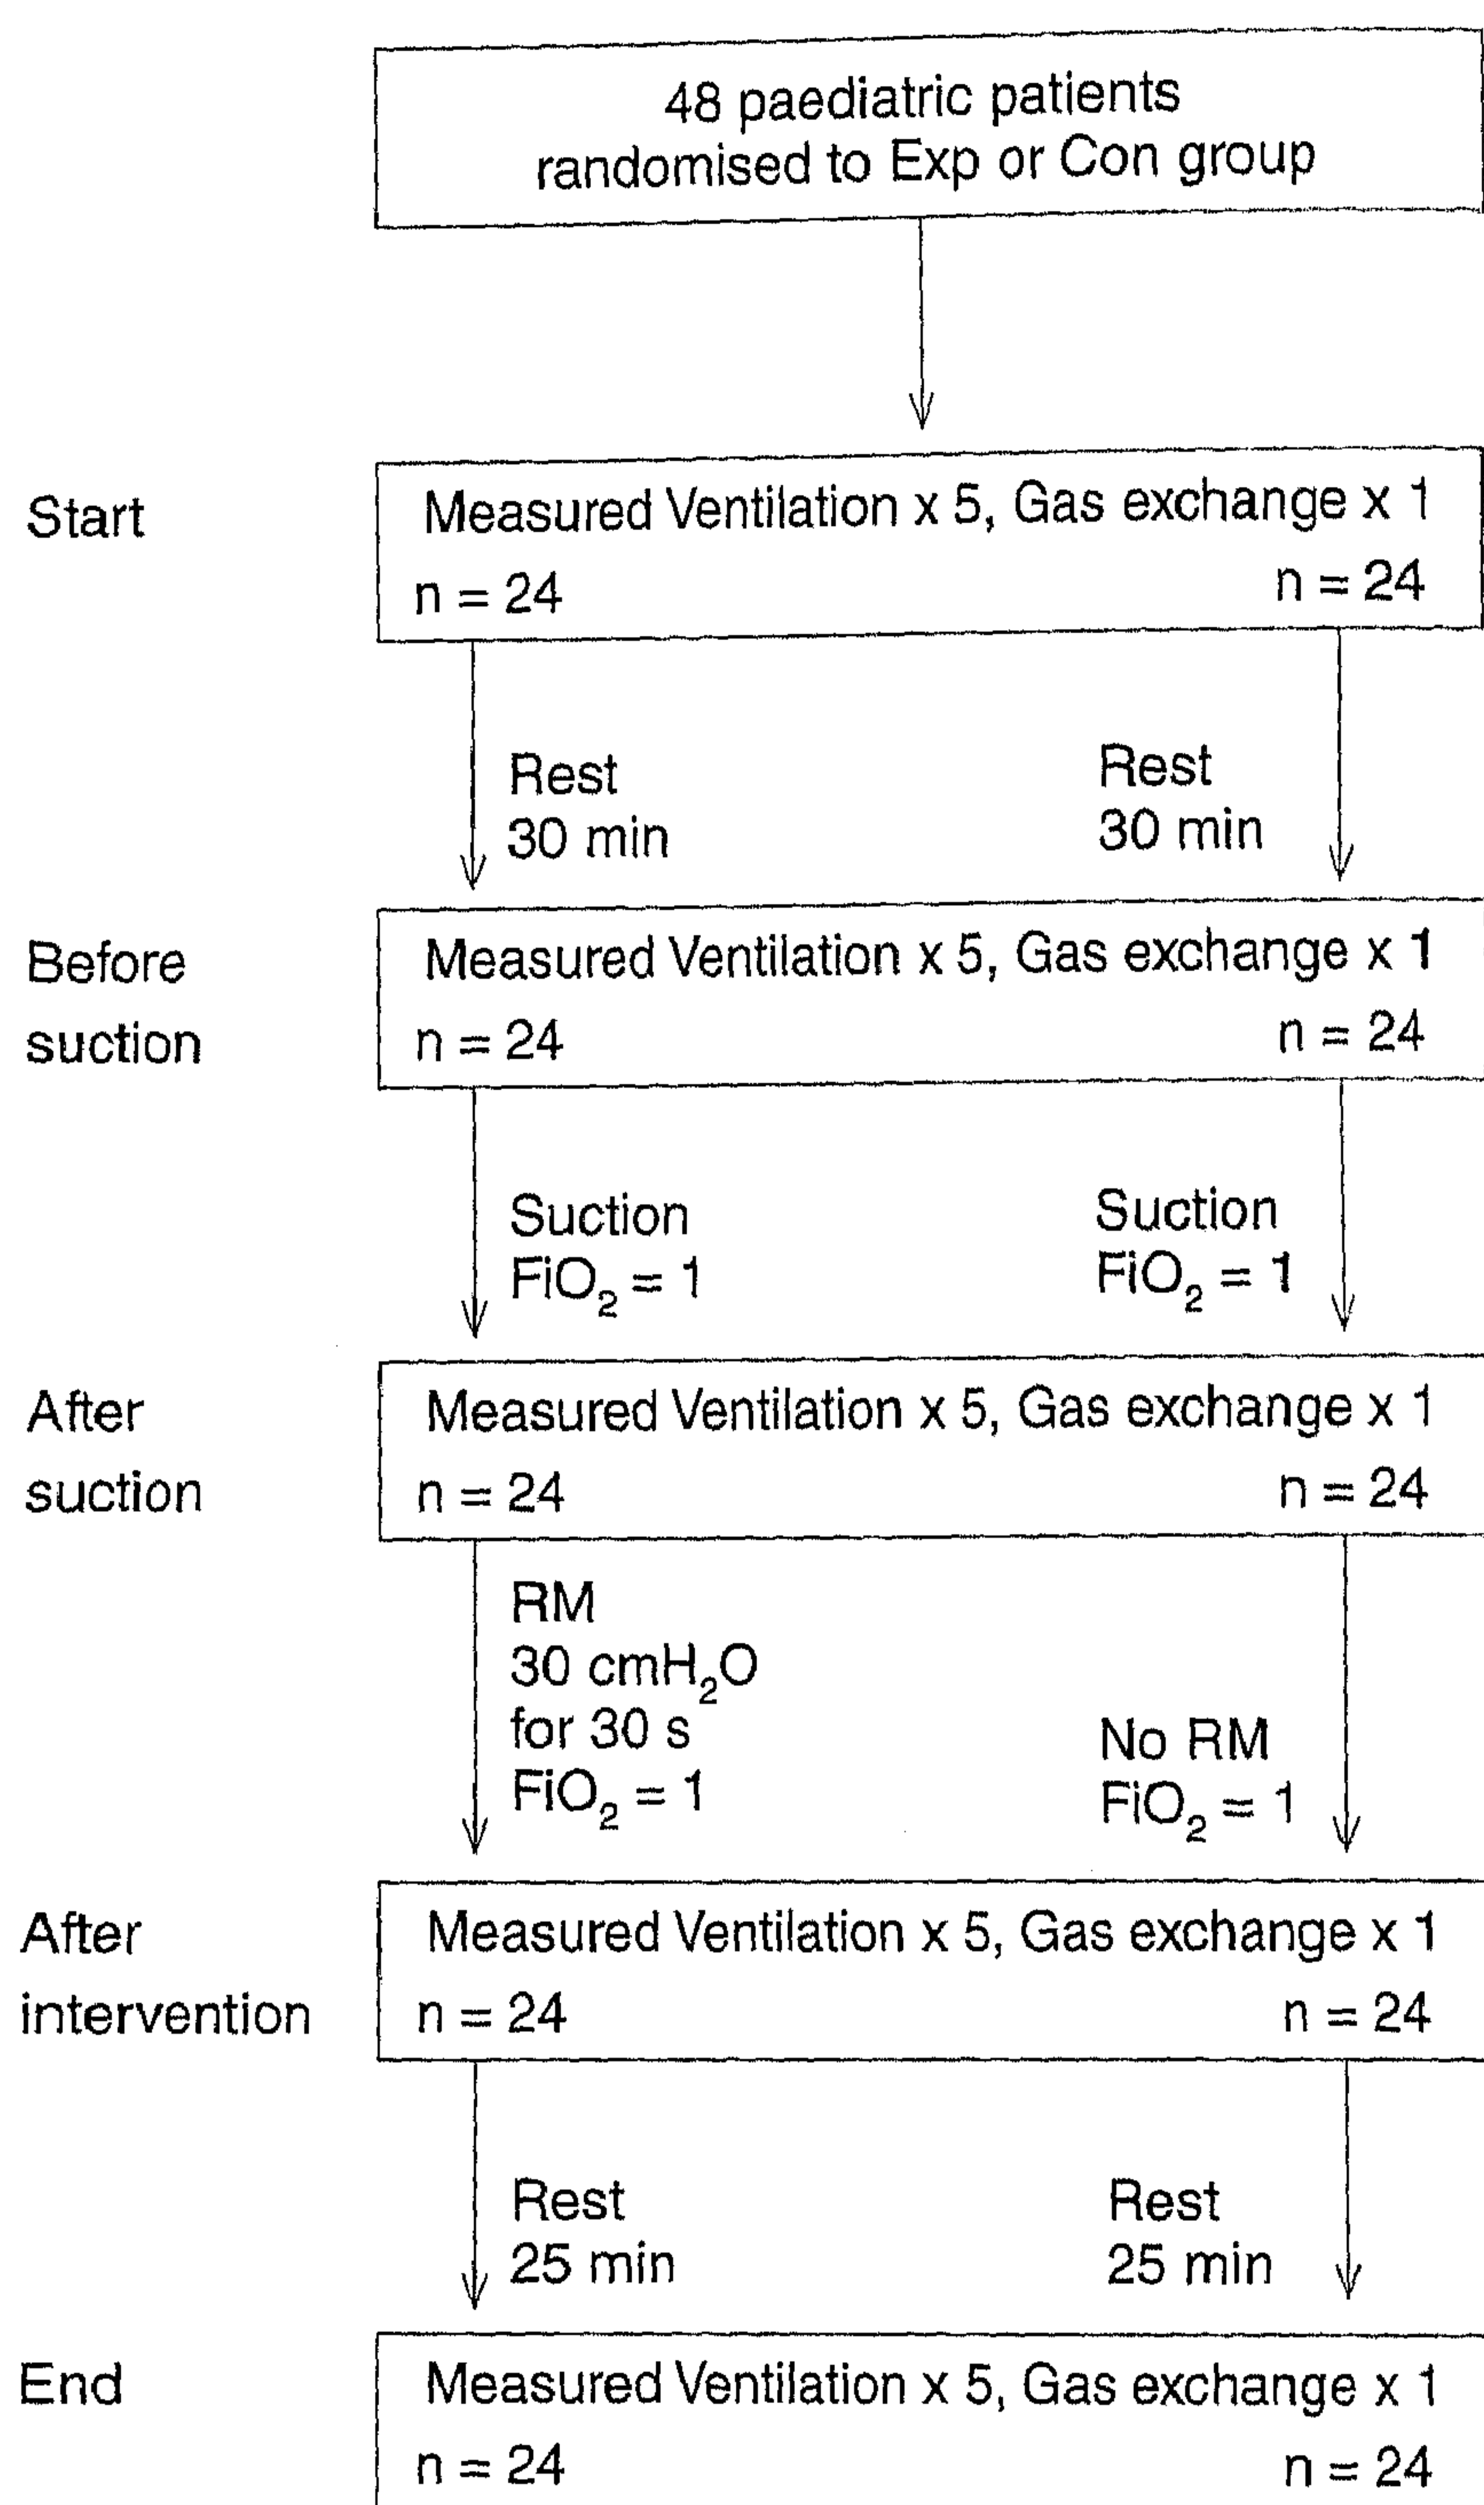 48 paediatric patients
randomised to Exp or Con group
Start
Measured Ventilation x 5, Gas exchange x 1
n = 24 n = 24
Rest Rest
30 min 30 min
Before
suction
Measured Ventilation x 5, Gas exchange x 1
n = 24 n = 24
Suction Suction
FiO₂ = 1 FiO₂ = 1
After
suction
Measured Ventilation x 5, Gas exchange x 1
n = 24 n = 24
RM
30 cmH₂O
for 30 s No RM
FiO₂ = 1 FiO₂ = 1
After
intervention
Measured Ventilation x 5, Gas exchange x 1
n = 24 n = 24
Rest Rest
25 min 25 min
End
Measured Ventilation x 5, Gas exchange x 1
n = 24 n = 24